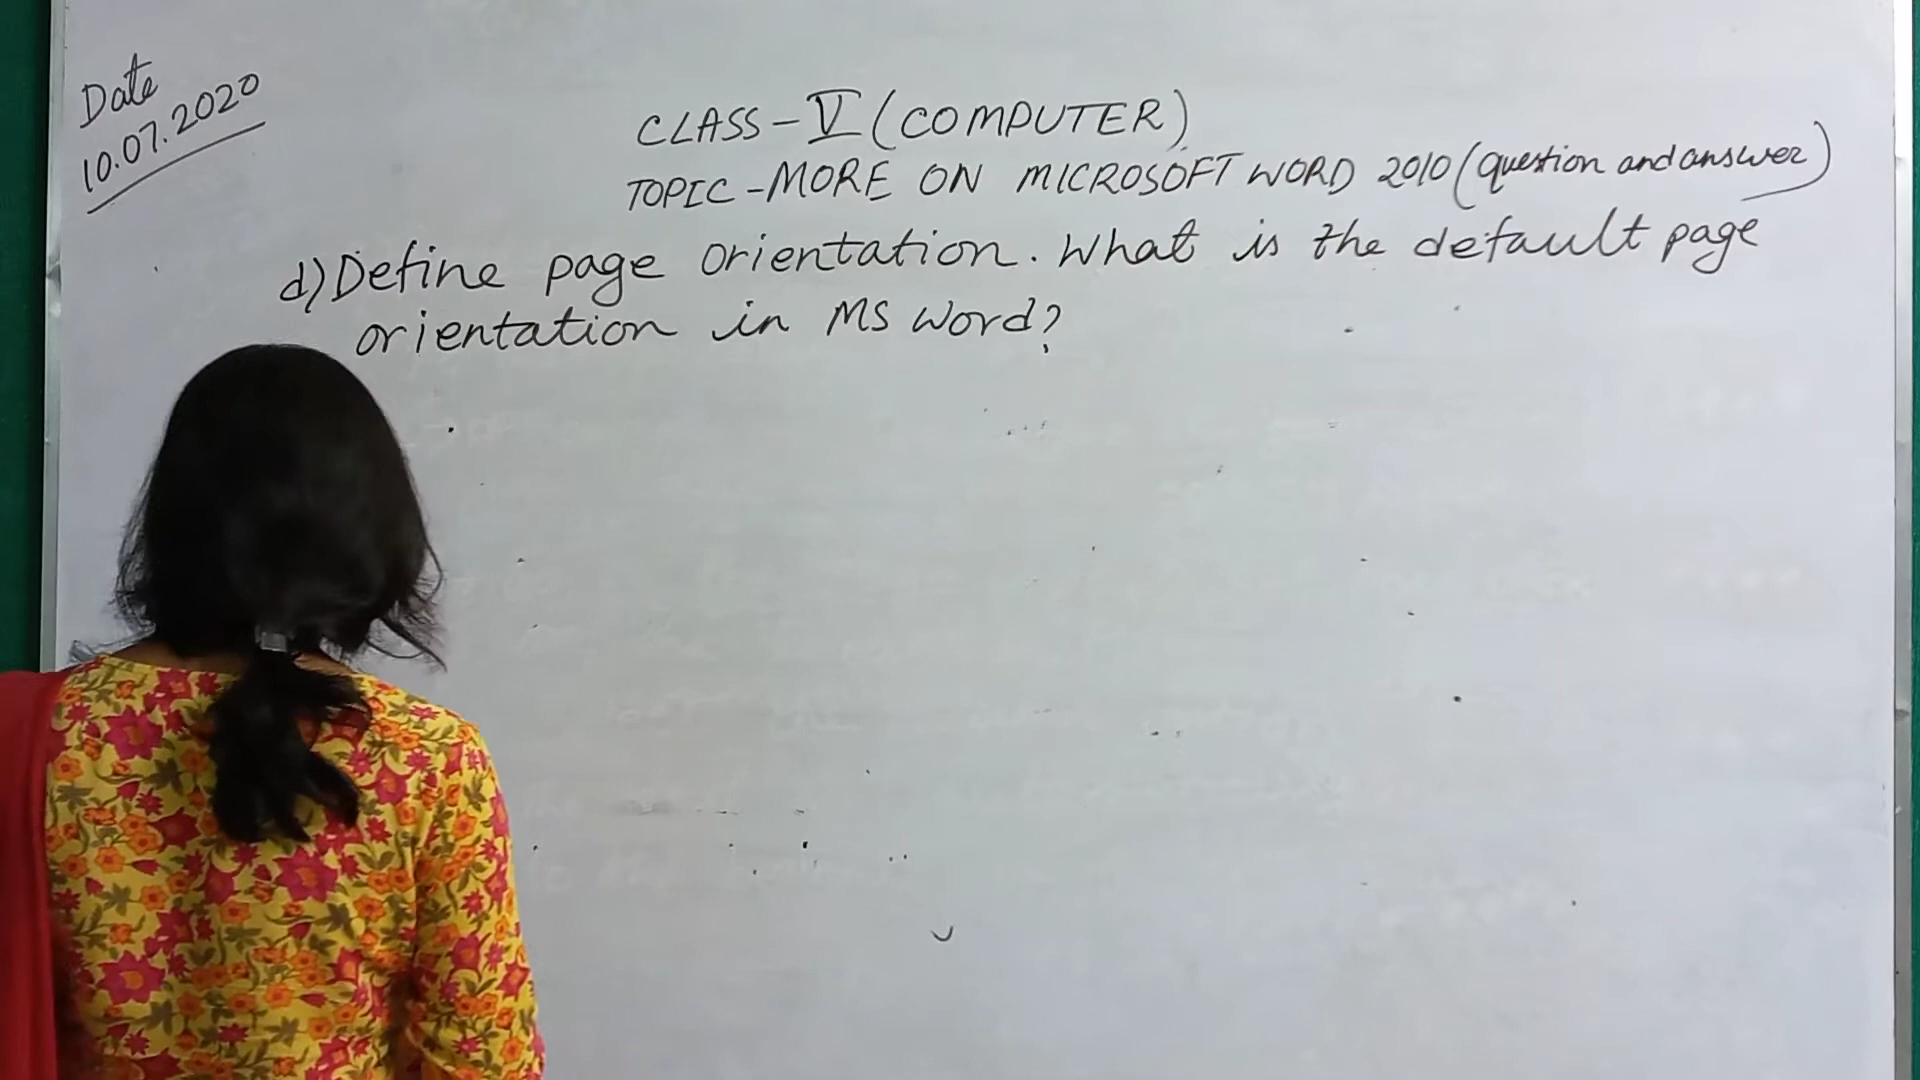 Date
10.07.2020
CLASS-V (COMPUTER)
TOPIC-MORE ON MICROSOFT WORD 2010 (question and answer)
d) Define page orientation. What is the default page
orientation in MS Word?